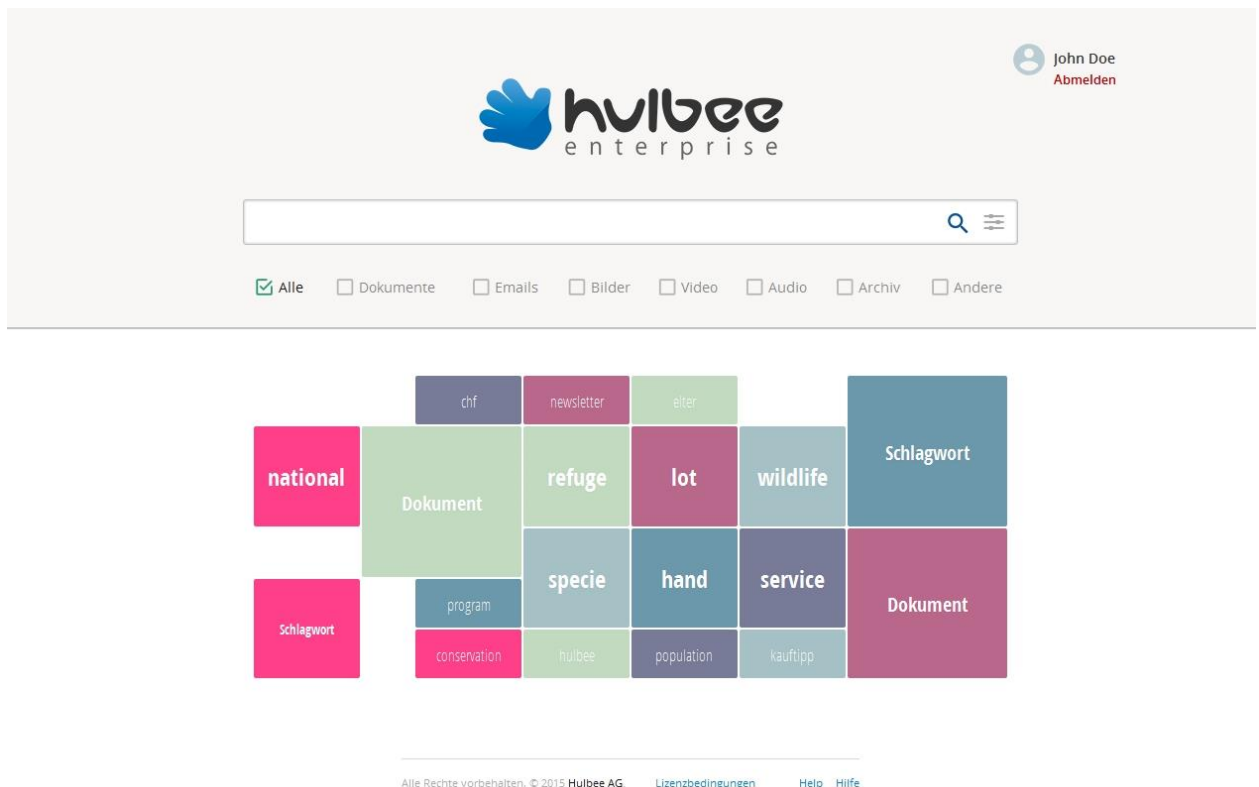 John Doe
Abmelden
hulbee
enterprise
Alle Dokumente Emails Bilder Video Audio Archiv Andere
chf newsletter elter
Schlagwort
national Dokument refuge lot wildlife
specie hand service
program Dokument
Schlagwort
conservation hulbee population kauftipp
Alle Rechte vorbehalten. © 2015 Hulbee AG. Lizenzbedingungen Help Hilfe